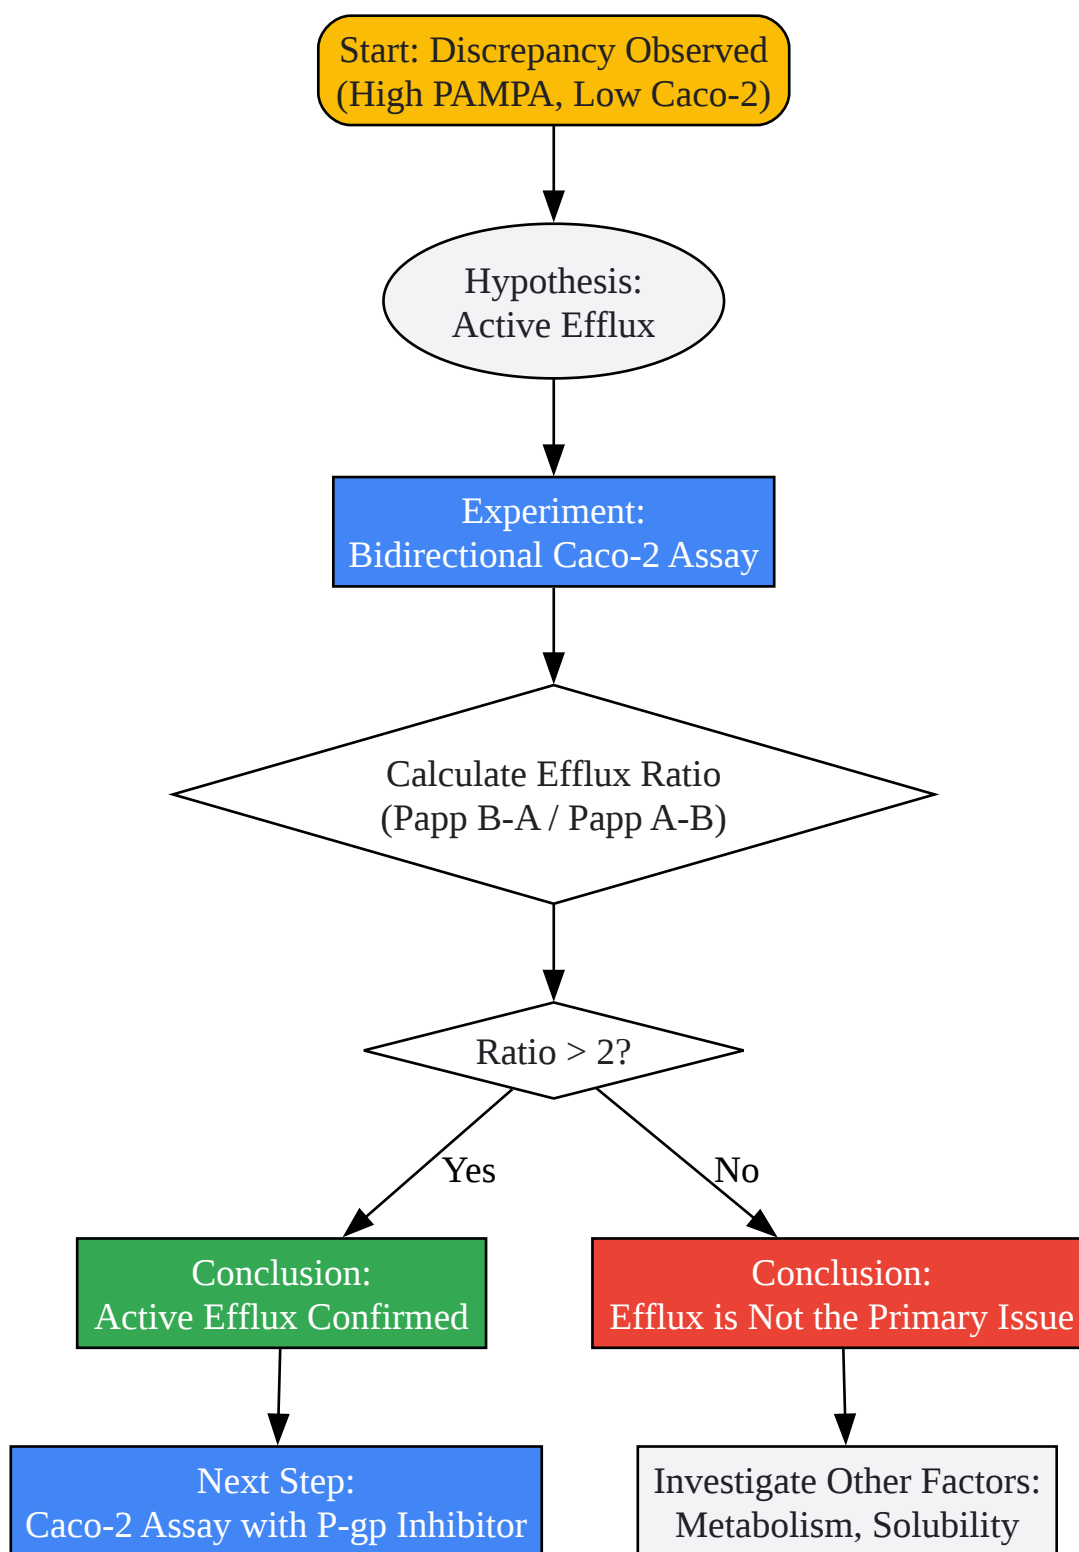 Start: Discrepancy Observed
(High PAMPA, Low Caco-2)
Hypothesis:
Active Efflux
Experiment:
Bidirectional Caco-2 Assay
Calculate Efflux Ratio
(Papp B-A / Papp A-B)
Ratio > 2?
Yes
No
Conclusion:
Active Efflux Confirmed
Conclusion:
Efflux is Not the Primary Issue
Next Step:
Caco-2 Assay with P-gp Inhibitor
Investigate Other Factors:
Metabolism, Solubility